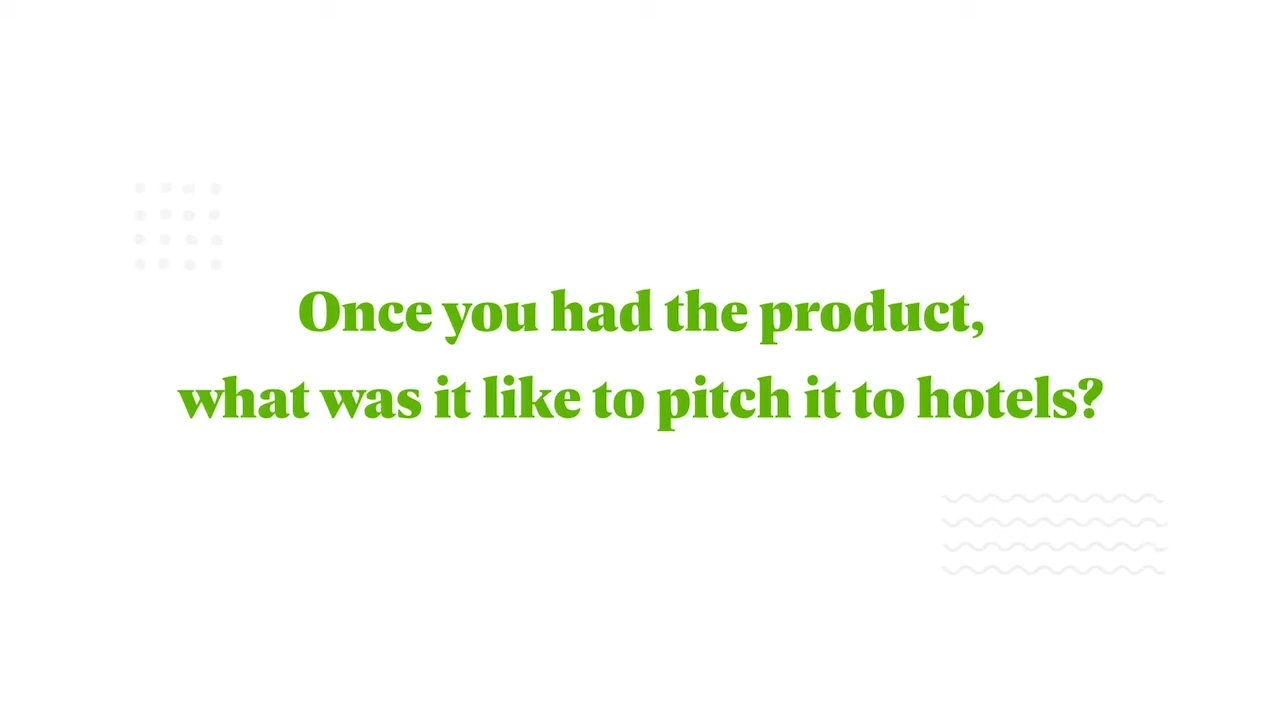 Once you had the product,
what was it like to pitch it to hotels?